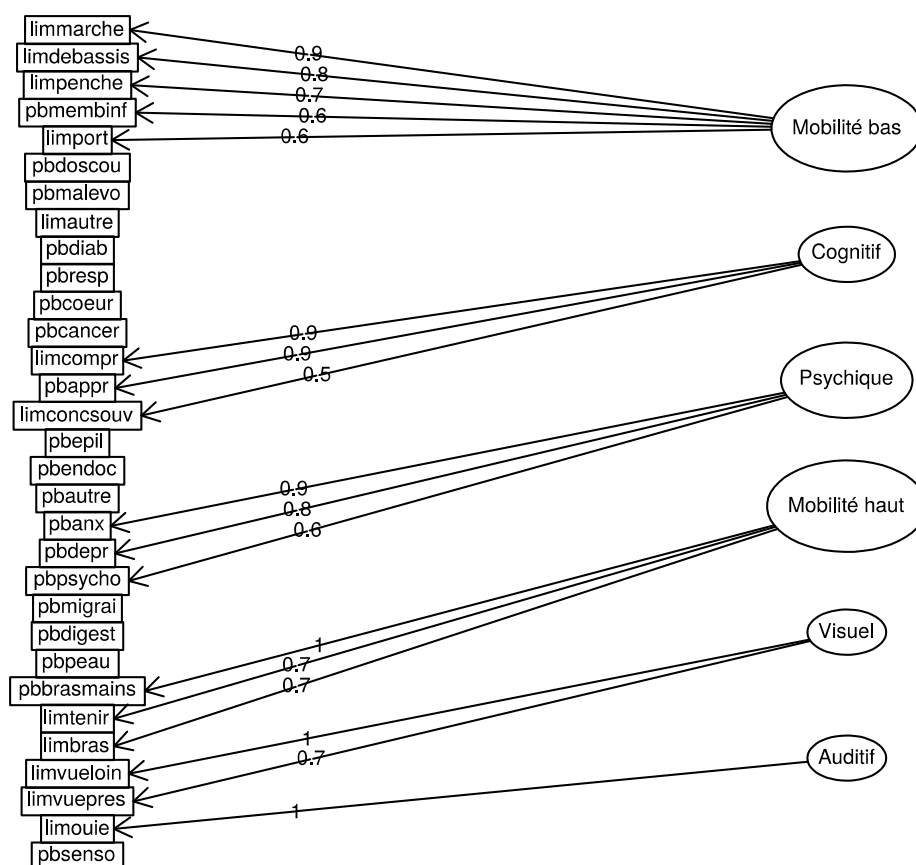 limmarche
limdebassis
limpenche
pbmembinf
limport
pbdoscou
pbmalevo
limautre
pbdiab
pbresp
pbcoeur
pbcancer
limcompr
pbappr
limconcsouv
pbepil
pbendoc
pbautre
pbanx
pbdepr
pbpsycho
pbmigrai
pbdigest
pbpeau
pbbrasmains
limtenir
limbras
limvueloin
limvuepres
limouie
pbsenso
0.9
0.8
0.7
0.6
0.6
0.9
0.9
0.5
0.9
0.8
0.6
1
0.7
0.7
1
0.7
1
Mobilité bas
Cognitif
Psychique
Mobilité haut
Visuel
Auditif